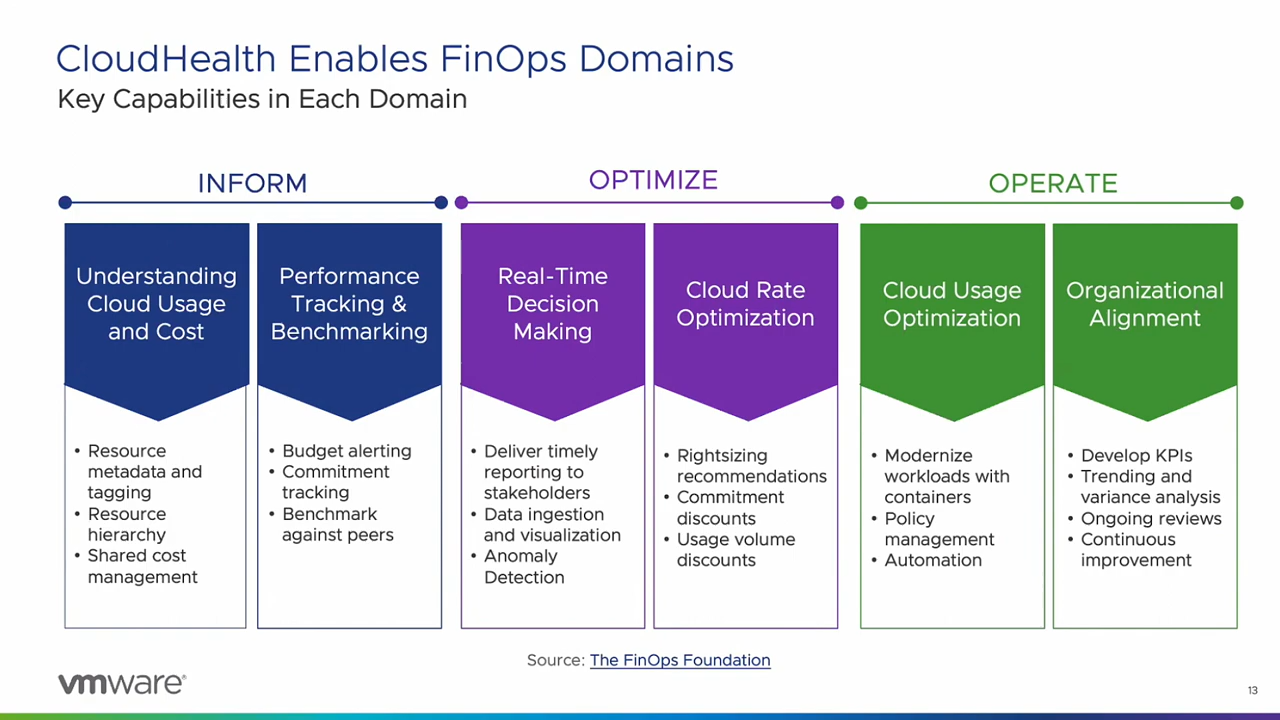 CloudHealth Enables FinOps Domains
Key Capabilities in Each Domain
INFORM
Understanding
Cloud Usage
and Cost
• Resource
metadata and
tagging
• Resource
hierarchy
• Shared cost
management
Performance
Tracking &
Benchmarking
• Budget alerting
• Commitment
tracking
• Benchmark
against peers
OPTIMIZE
Real-Time
Decision
Making
• Deliver timely
reporting to
stakeholders
• Data ingestion
and visualization
• Anomaly
Detection
Cloud Rate
Optimization
• Rightsizing
recommendations
• Commitment
discounts
• Usage volume
discounts
OPERATE
Cloud Usage
Optimization
• Modernize
workloads with
containers
• Policy
management
• Automation
Organizational
Alignment
• Develop KPIs
• Trending and
variance analysis
• Ongoing reviews
• Continuous
improvement
Source: The FinOps Foundation
vmware®
13